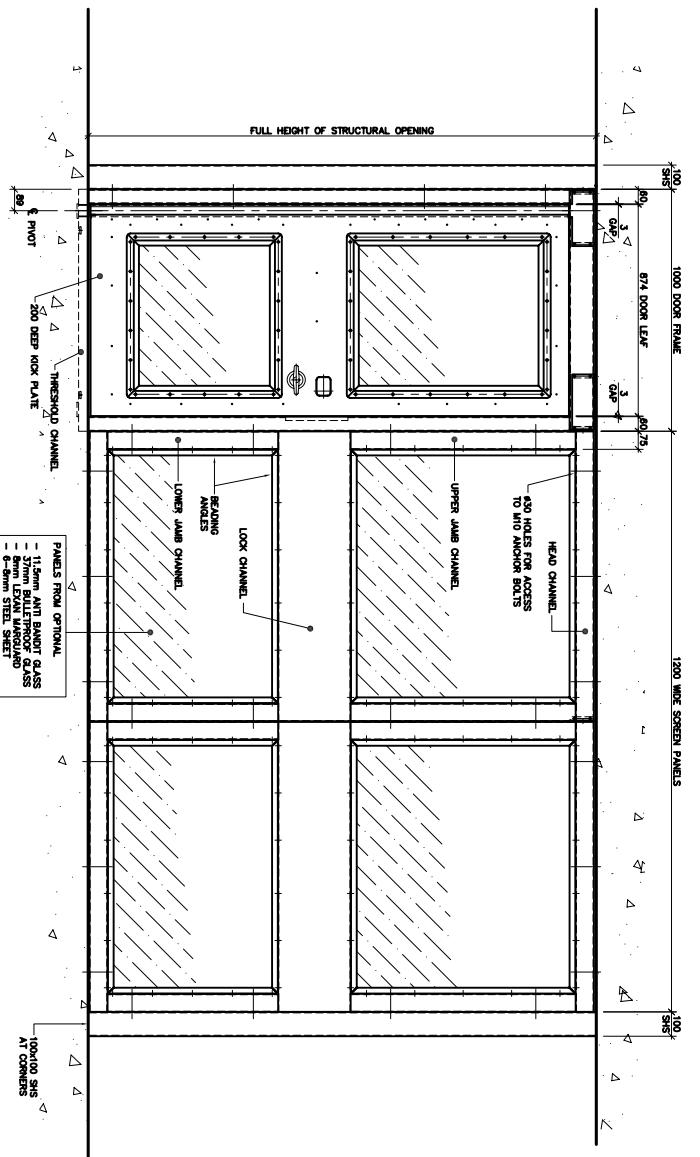 FULL HEIGHT OF STRUCTURAL OPENING
100
SHS
1000 DOOR FRAME
1200 WIDE SCREEN PANELS
100
SHS
60
3
GAP
874 DOOR LEAF
3
GAP
60
75
HEAD CHANNEL
ø30 HOLES FOR ACCESS
TO M10 ANCHOR BOLTS
UPPER JAMB CHANNEL
LOCK CHANNEL
BEADING
ANGLES
LOWER JAMB CHANNEL
89
℄ PIVOT
200 DEEP KICK PLATE
THRESHOLD CHANNEL
PANELS FROM OPTIONAL
- 11.5mm ANTI BANDIT GLASS
- 37mm BULLETPROOF GLASS
- 8mm LEXAN MARGUARD
- 6-8mm STEEL SHEET
100x100 SHS
AT CORNERS